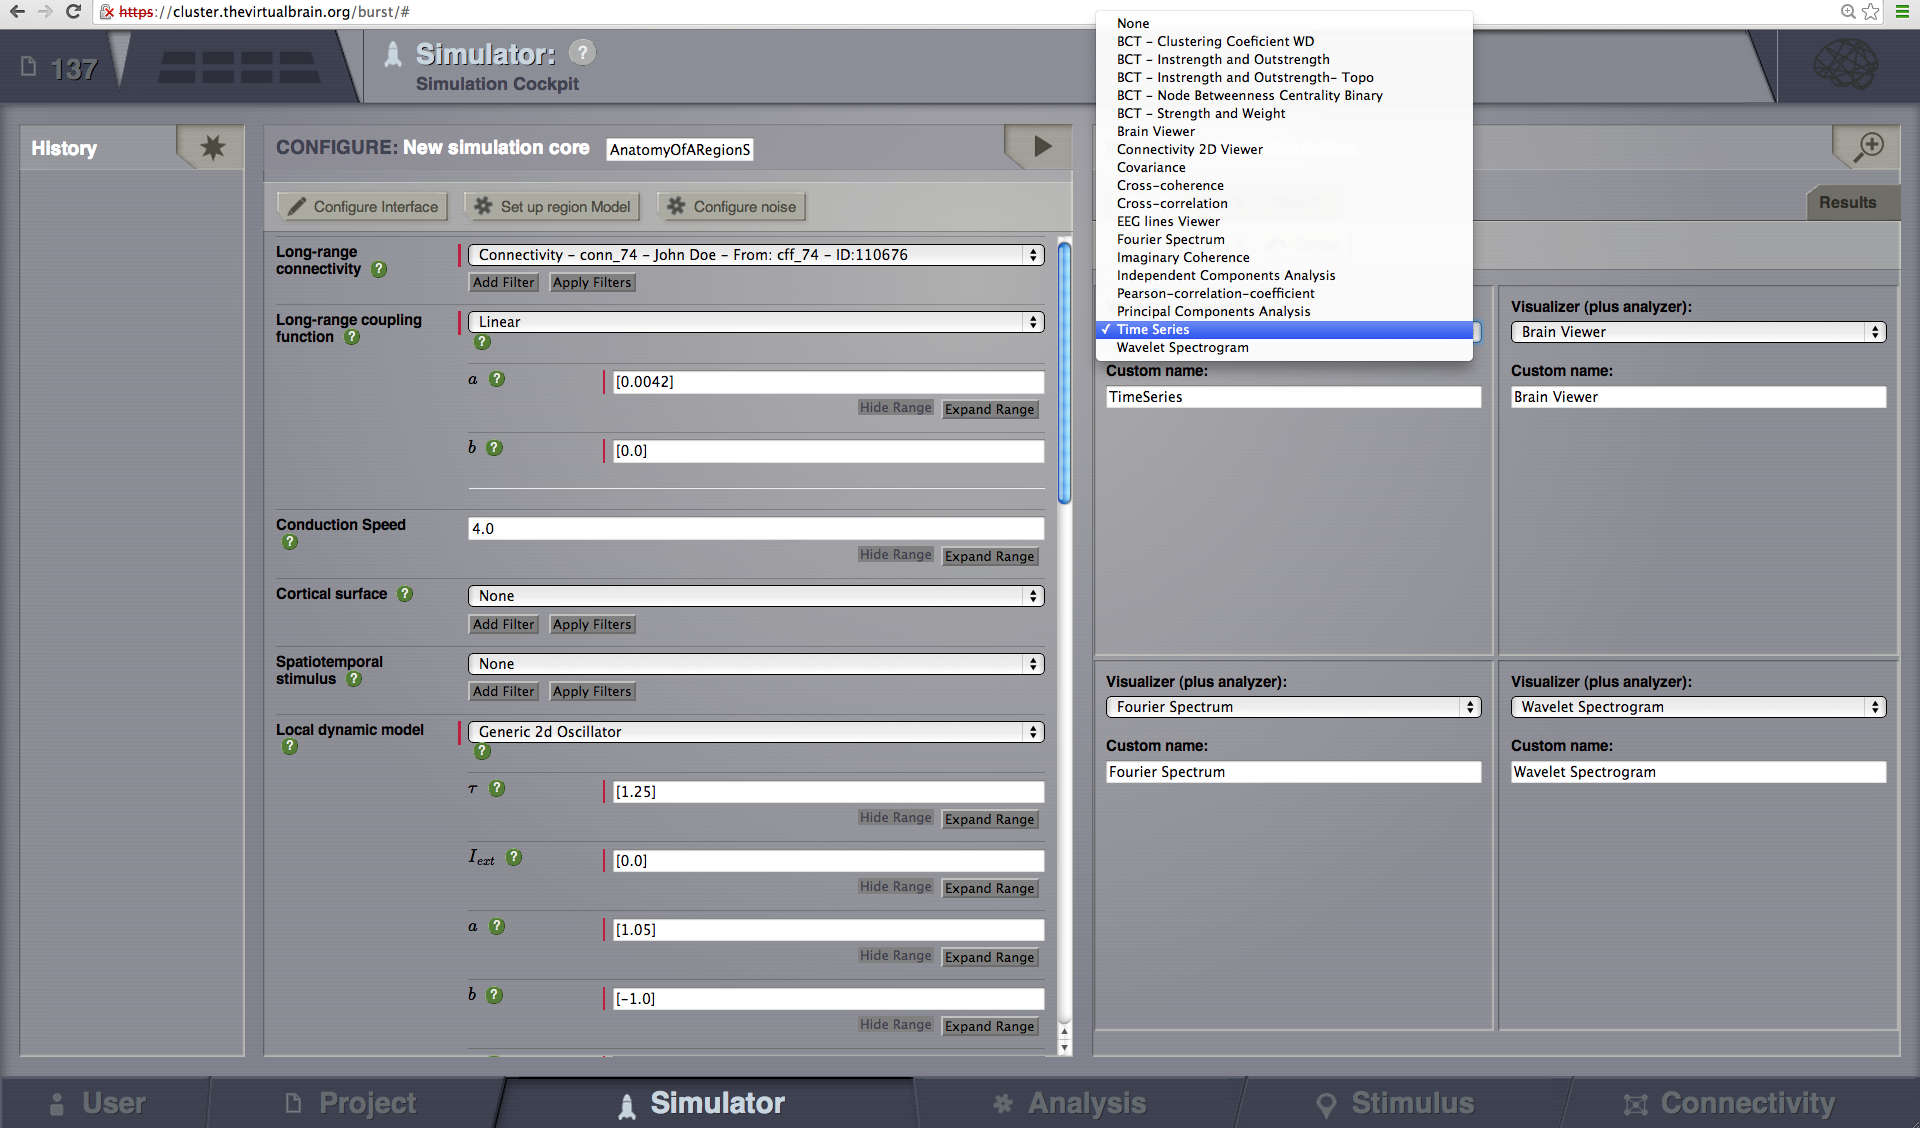 https://cluster.thevirtualbrain.org/burst/#
137
Simulator: ?
Simulation Cockpit
History
CONFIGURE: New simulation core AnatomyOfARegionS
Configure Interface Set up region Model Configure noise
Long-range connectivity ? Connectivity - conn_74 - John Doe - From: cff_74 - ID:110676
Add Filter Apply Filters
Long-range coupling function ? Linear
?
a ? [0.0042]
Hide Range Expand Range
b ? [0.0]
Conduction Speed ? 4.0
Hide Range Expand Range
Cortical surface ? None
Add Filter Apply Filters
Spatiotemporal stimulus ? None
Add Filter Apply Filters
Local dynamic model ? Generic 2d Oscillator
?
τ ? [1.25]
Hide Range Expand Range
I ext ? [0.0]
Hide Range Expand Range
a ? [1.05]
Hide Range Expand Range
b ? [-1.0]
Hide Range Expand Range
None
BCT - Clustering Coeficient WD
BCT - Instrength and Outstrength
BCT - Instrength and Outstrength- Topo
BCT - Node Betweenness Centrality Binary
BCT - Strength and Weight
Brain Viewer
Connectivity 2D Viewer
Covariance
Cross-coherence
Cross-correlation
EEG lines Viewer
Fourier Spectrum
Imaginary Coherence
Independent Components Analysis
Pearson-correlation-coefficient
Principal Components Analysis
✓ Time Series
Wavelet Spectrogram
Results
Custom name:
TimeSeries
Visualizer (plus analyzer):
Brain Viewer
Custom name:
Brain Viewer
Visualizer (plus analyzer):
Fourier Spectrum
Custom name:
Fourier Spectrum
Visualizer (plus analyzer):
Wavelet Spectrogram
Custom name:
Wavelet Spectrogram
User Project Simulator Analysis Stimulus Connectivity